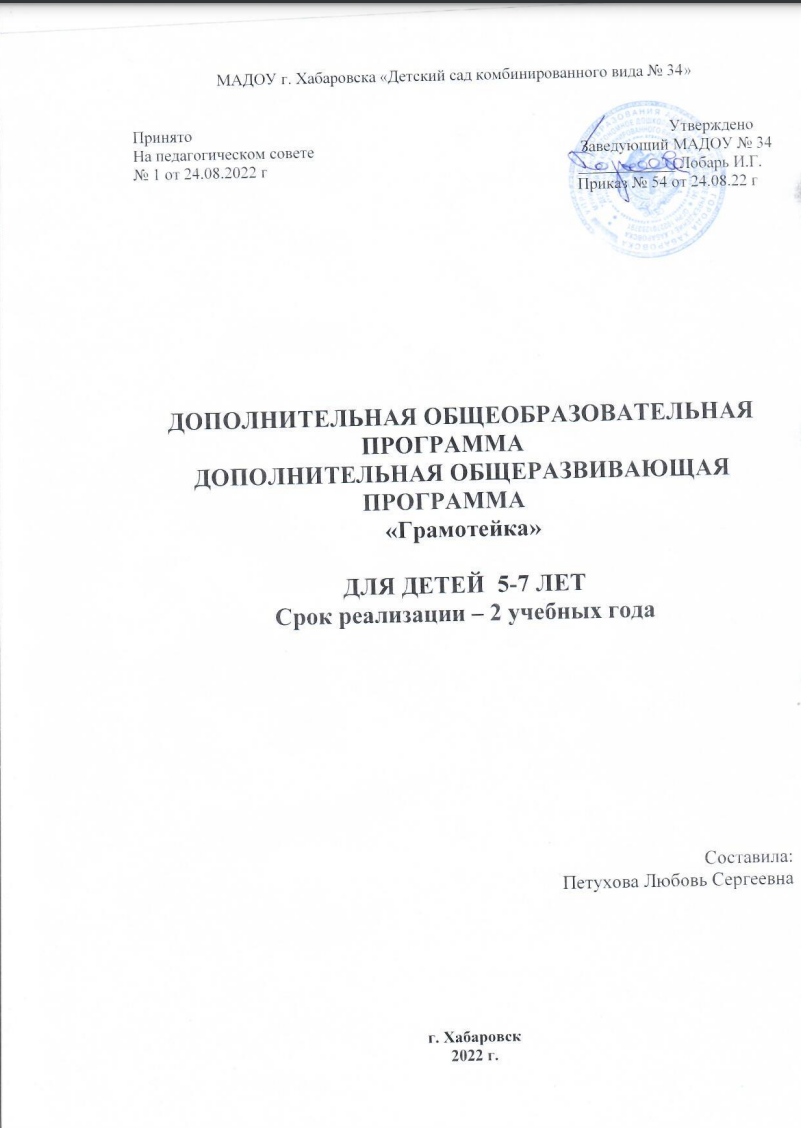 МАДОУ г. Хабаровска «Детский сад комбинированного вида № 34»
Принято
На педагогическом совете
№ 1 от 24.08.2022 г
Утверждено
Заведующий МАДОУ № 34
Лобарь И.Г.
Приказ № 54 от 24.08.22 г
ДОПОЛНИТЕЛЬНАЯ ОБЩЕОБРАЗОВАТЕЛЬНАЯ
ПРОГРАММА
ДОПОЛНИТЕЛЬНАЯ ОБЩЕРАЗВИВАЮЩАЯ
ПРОГРАММА
«Грамотейка»
ДЛЯ ДЕТЕЙ 5-7 ЛЕТ
Срок реализации – 2 учебных года
Составила:
Петухова Любовь Сергеевна
г. Хабаровск
2022 г.